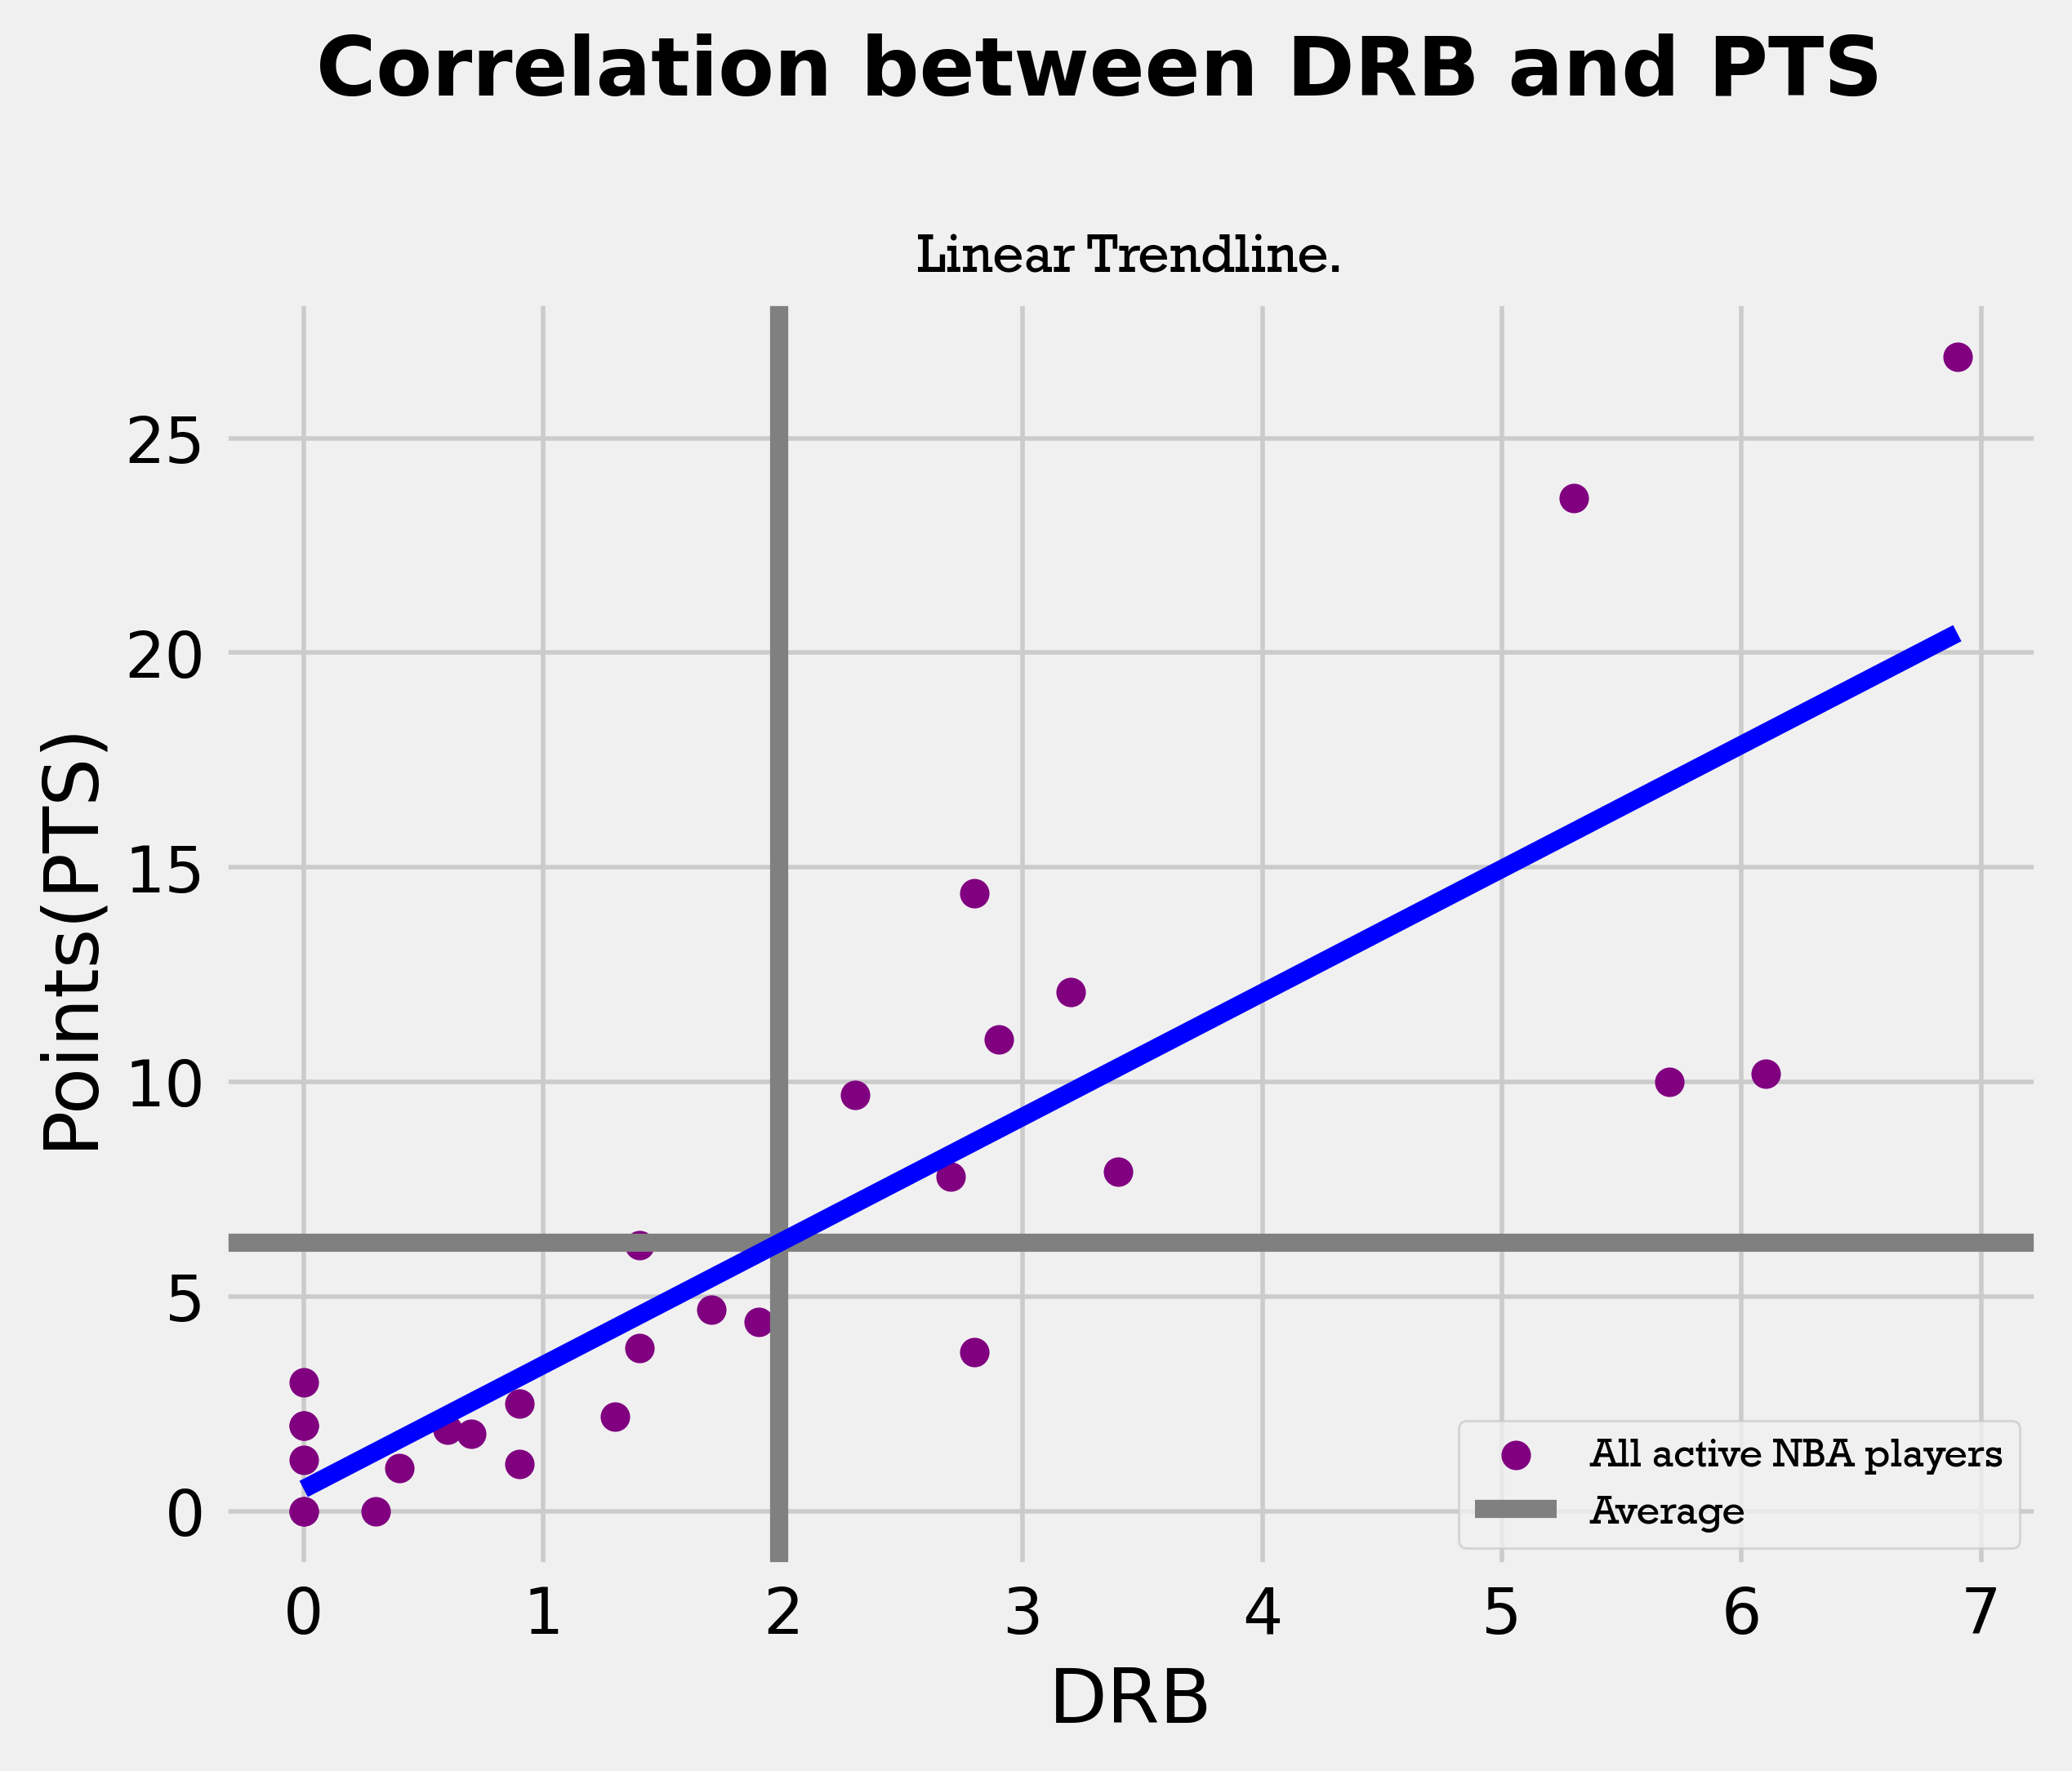 Correlation between DRB and PTS
Linear Trendline.
Points(PTS)
25
20
15
10
5
0
0 1 2 3 4 5 6 7
DRB
All active NBA players
Average